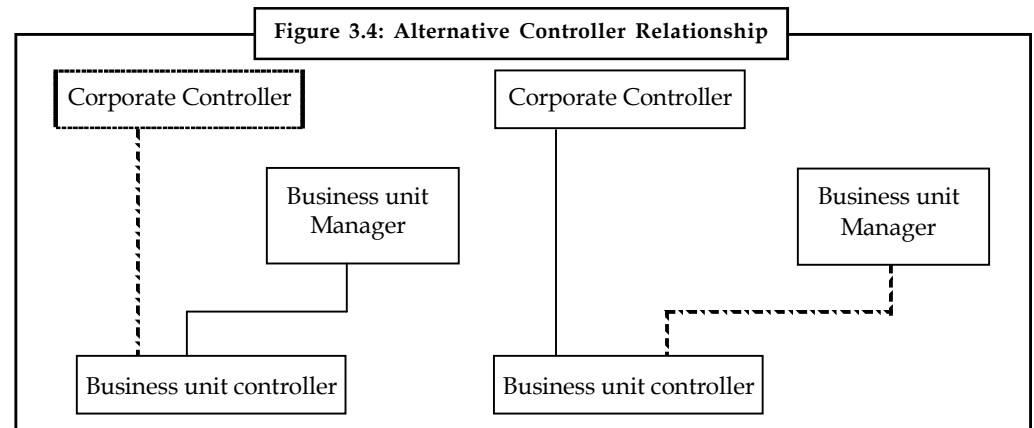 Figure 3.4: Alternative Controller Relationship
Corporate Controller
Business unit
Manager
Business unit controller
Corporate Controller
Business unit
Manager
Business unit controller